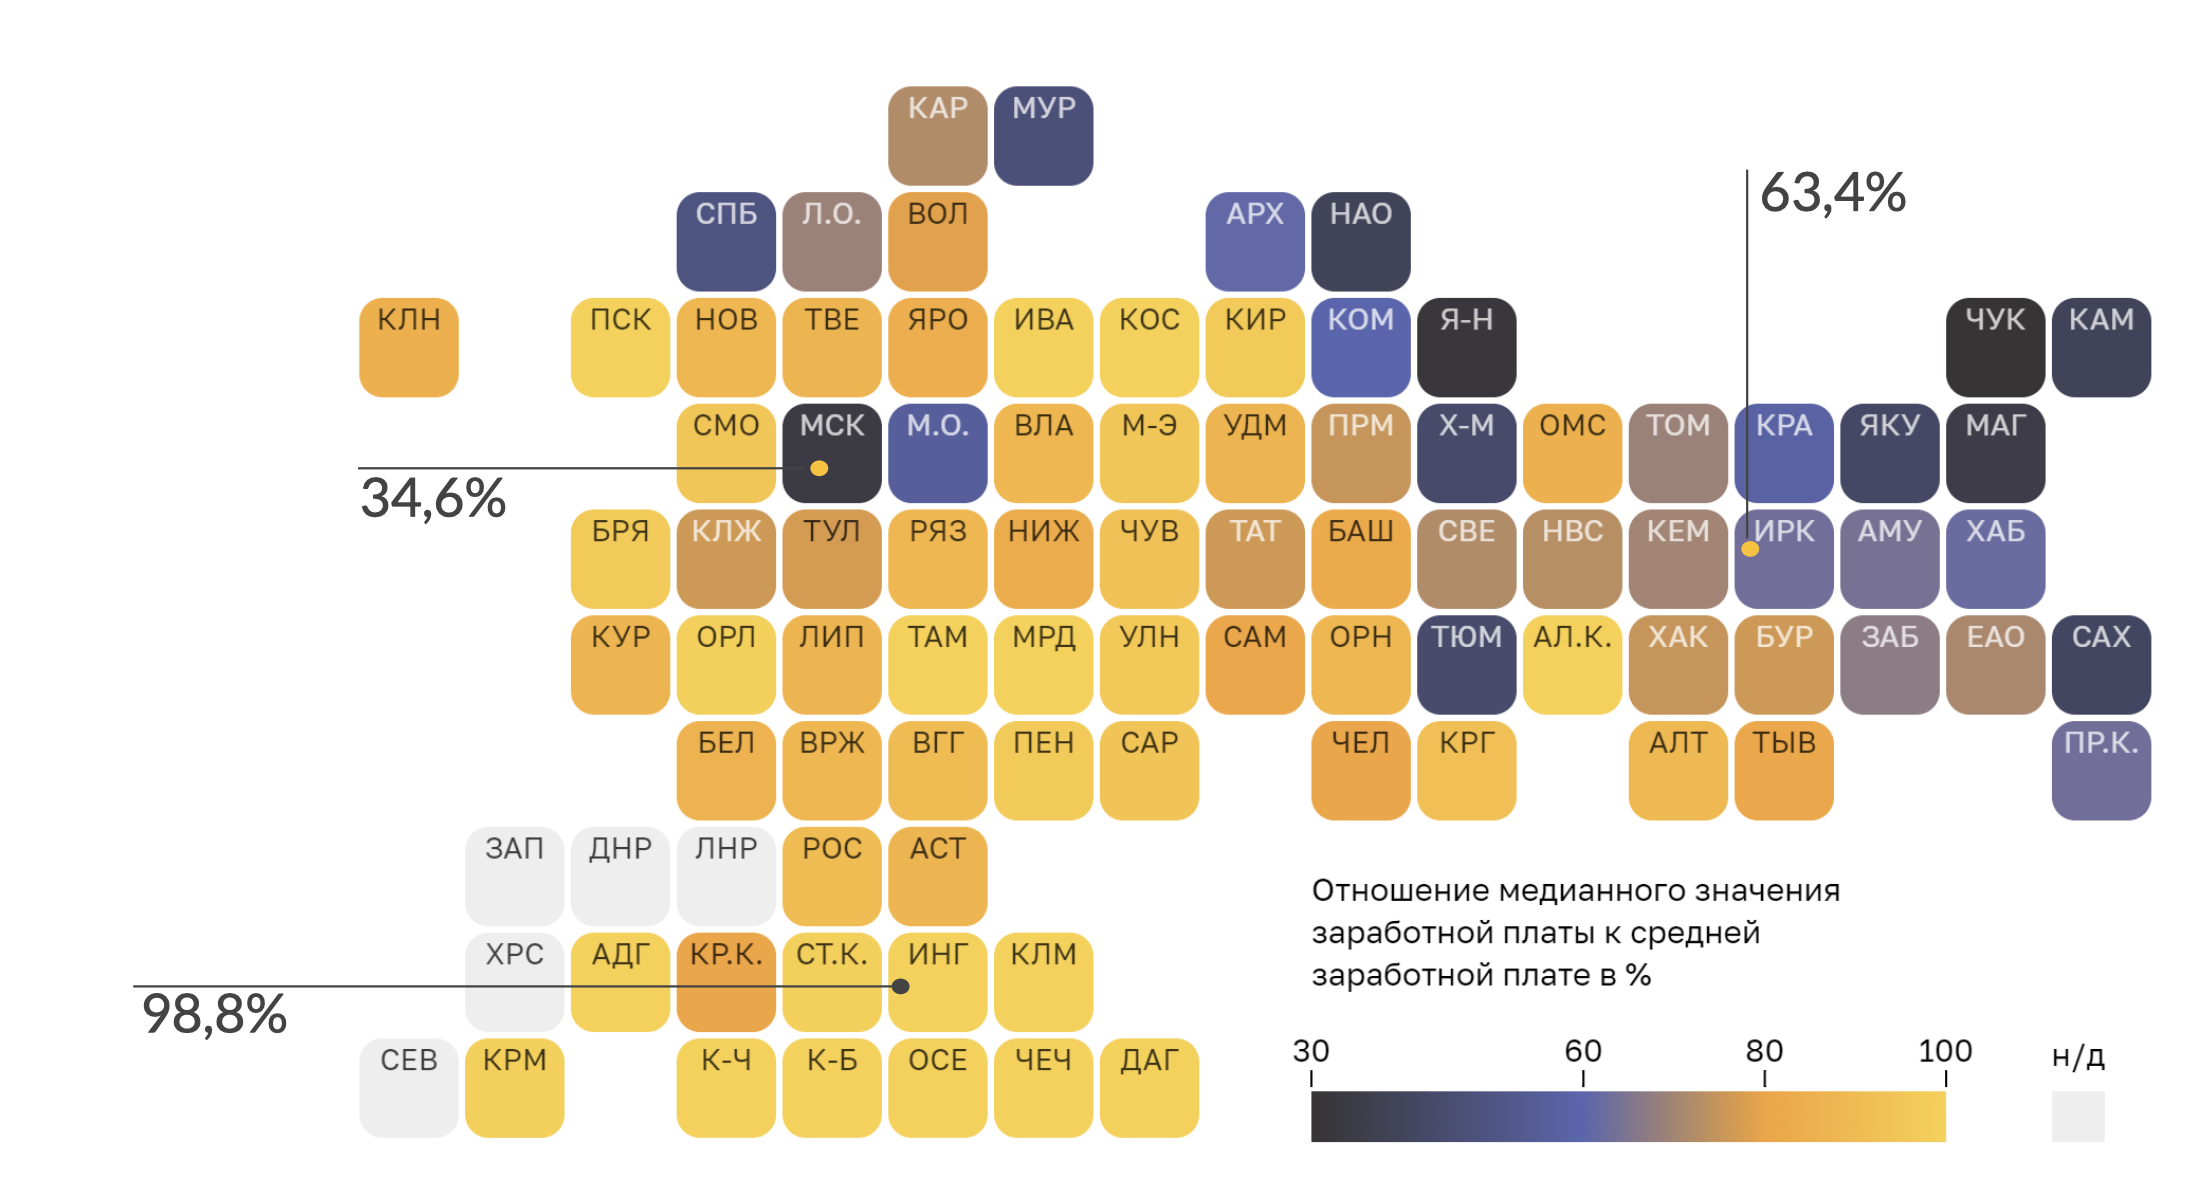 КАР МУР
63,4%
СПБ Л.О. ВОЛ АРХ НАО
КЛН ПСК НОВ ТВЕ ЯРО ИВА КОС КИР КОМ Я-Н ЧУК КАМ
СМО МСК М.О. ВЛА М-Э УДМ ПРМ Х-М ОМС ТОМ КРА ЯКУ МАГ
34,6%
БРЯ КЛЖ ТУЛ РЯЗ НИЖ ЧУВ ТАТ БАШ СВЕ НВС КЕМ ИРК АМУ ХАБ
КУР ОРЛ ЛИП ТАМ МРД УЛН САМ ОРН ТЮМ АЛ.К. ХАК БУР ЗАБ ЕАО САХ
БЕЛ ВРЖ ВГГ ПЕН САР ЧЕЛ КРГ АЛТ ТЫВ ПР.К.
ЗАП ДНР ЛНР РОС АСТ
ХРС АДГ КР.К. СТ.К. ИНГ КЛМ
98,8%
СЕВ КРМ К-Ч К-Б ОСЕ ЧЕЧ ДАГ
Отношение медианного значения
заработной платы к средней
заработной плате в %
30 60 80 100 н/д